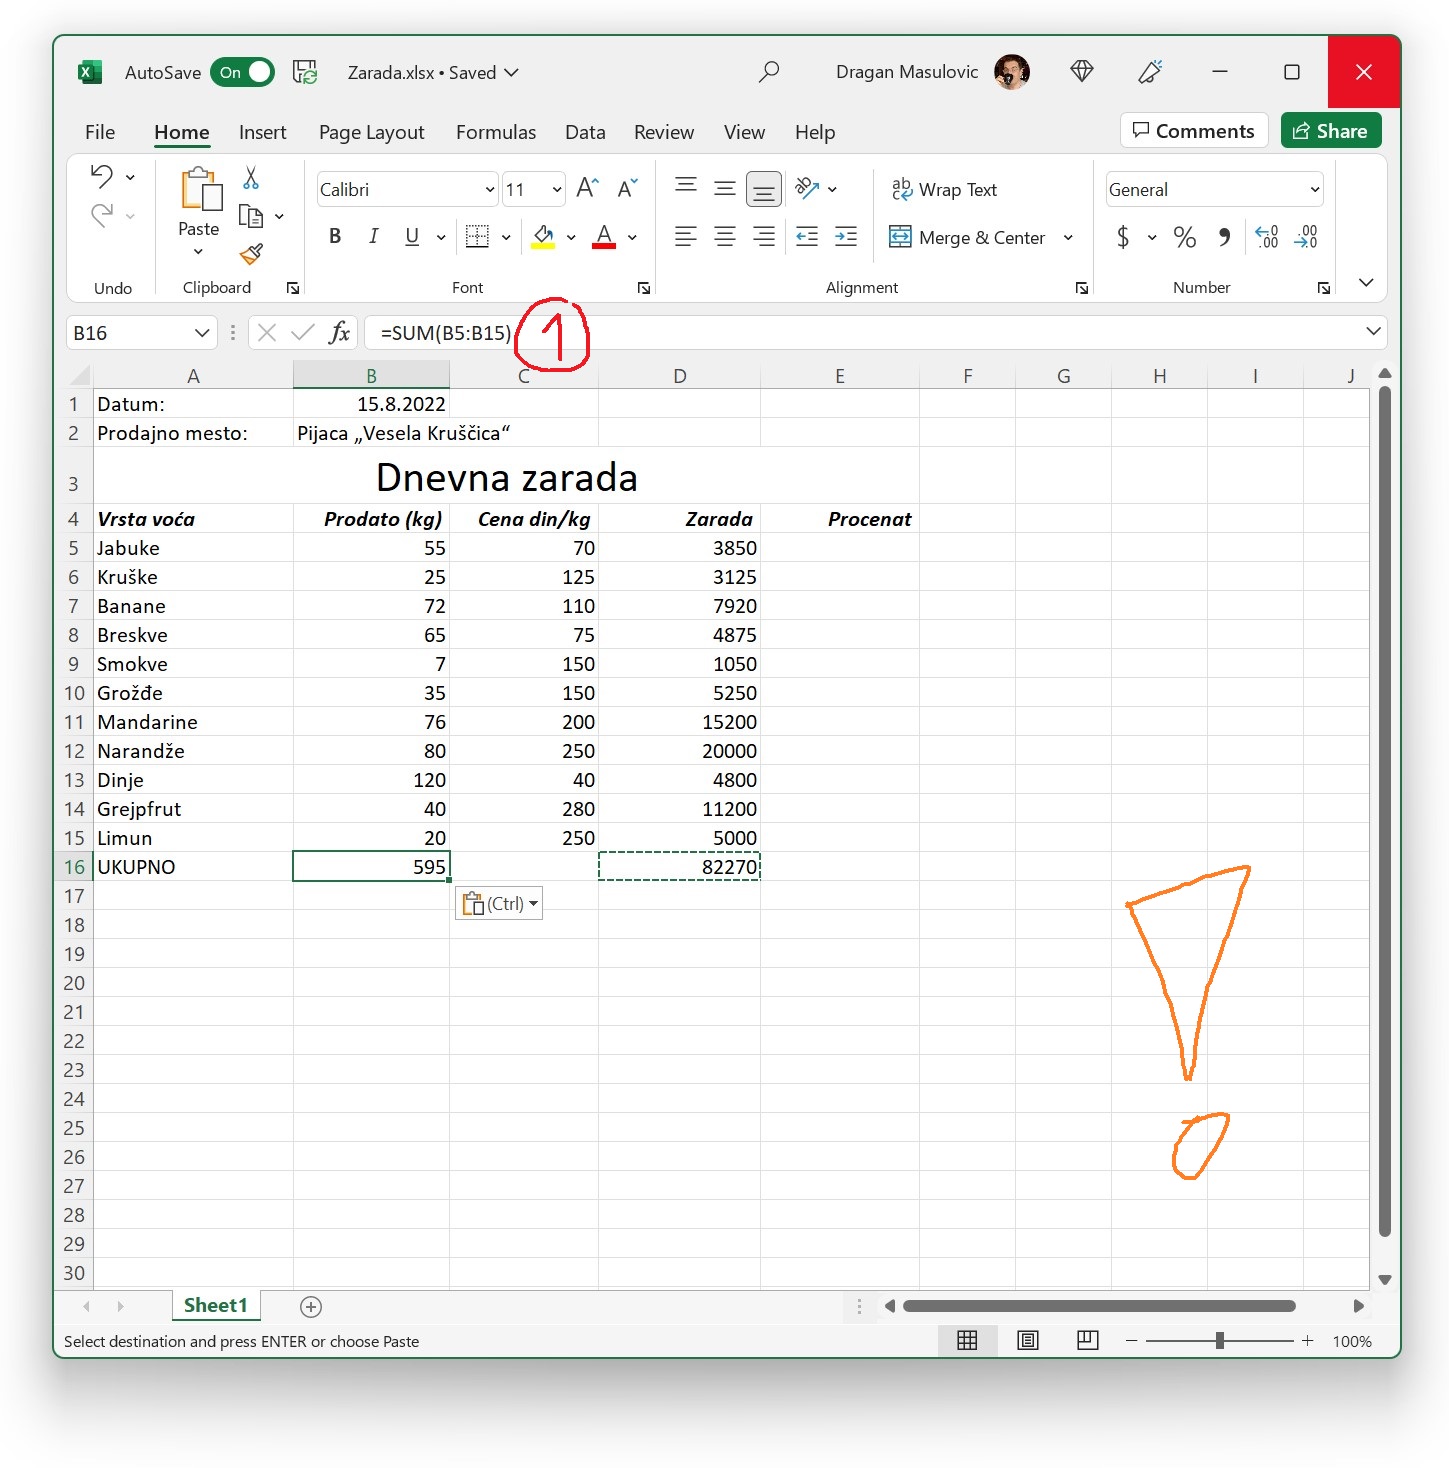 AutoSave On Zarada.xlsx • Saved Dragan Masulovic
File Home Insert Page Layout Formulas Data Review View Help Comments Share
Calibri 11 A A ab Wrap Text General
Paste B I U A Merge & Center $ % 9 .00 .00
Undo Clipboard Font Alignment Number
B16 fx =SUM(B5:B15) 1
A B C D E F G H I J
1 Datum: 15.8.2022
2 Prodajno mesto: Pijaca „Vesela Kruščica“
3 Dnevna zarada
4 Vrsta voća Prodato (kg) Cena din/kg Zarada Procenat
5 Jabuke 55 70 3850
6 Kruške 25 125 3125
7 Banane 72 110 7920
8 Breskve 65 75 4875
9 Smokve 7 150 1050
10 Grožđe 35 150 5250
11 Mandarine 76 200 15200
12 Narandže 80 250 20000
13 Dinje 120 40 4800
14 Grejpfrut 40 280 11200
15 Limun 20 250 5000
16 UKUPNO 595 82270
17 (Ctrl)
18
19
20
21
22
23
24
25
26
27
28
29
30
Sheet1
Select destination and press ENTER or choose Paste 100%